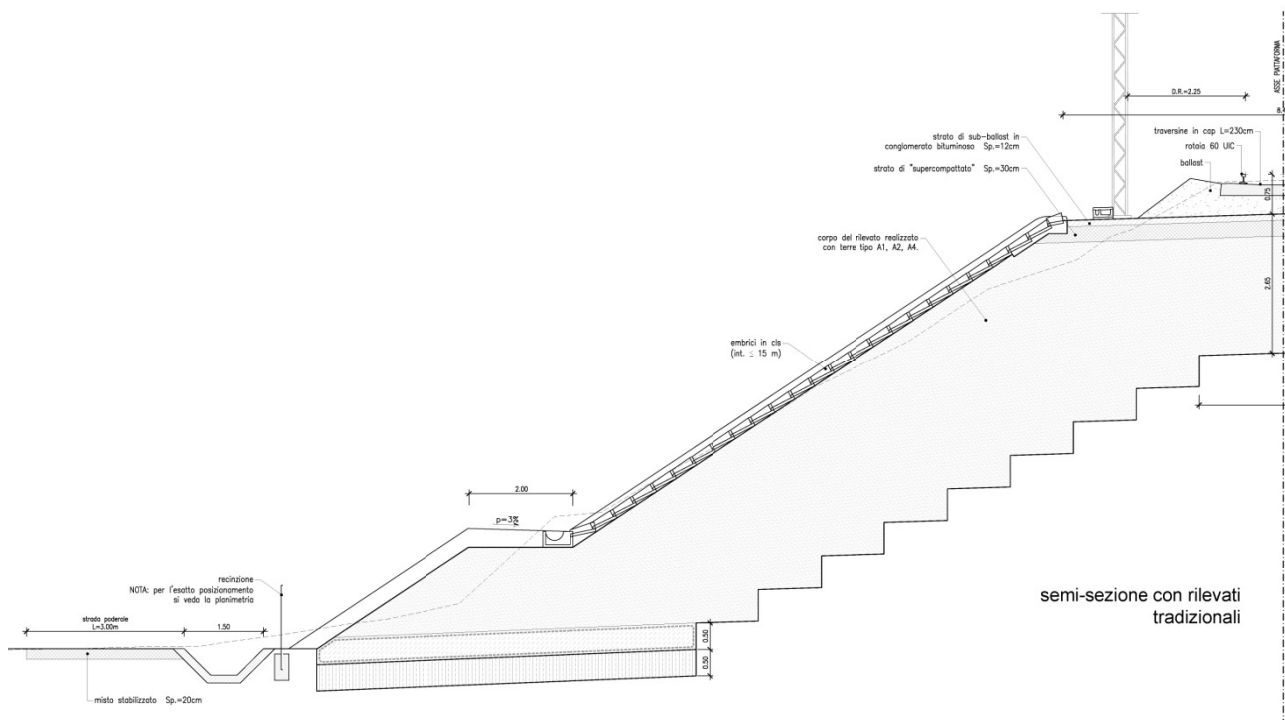 ASSE PIATTAFORMA
D.R.=2.25
8
strato di sub-ballast in
conglomerato bituminoso Sp.=12cm
strato di "supercompattato" Sp.=30cm
traversine in cap L=230cm
rotaia 60 UIC
ballast
0.75
corpo del rilevato realizzato
con terre tipo A1, A2, A4.
2.65
embrici in cls
(int. ≤ 15 m)
2.00
p=3%
recinzione
NOTA: per l'esatto posizionamento
si veda la planimetria
strada poderale
L=3.00m
1.50
0.50
0.50
misto stabilizzato Sp.=20cm
semi-sezione con rilevati
tradizionali